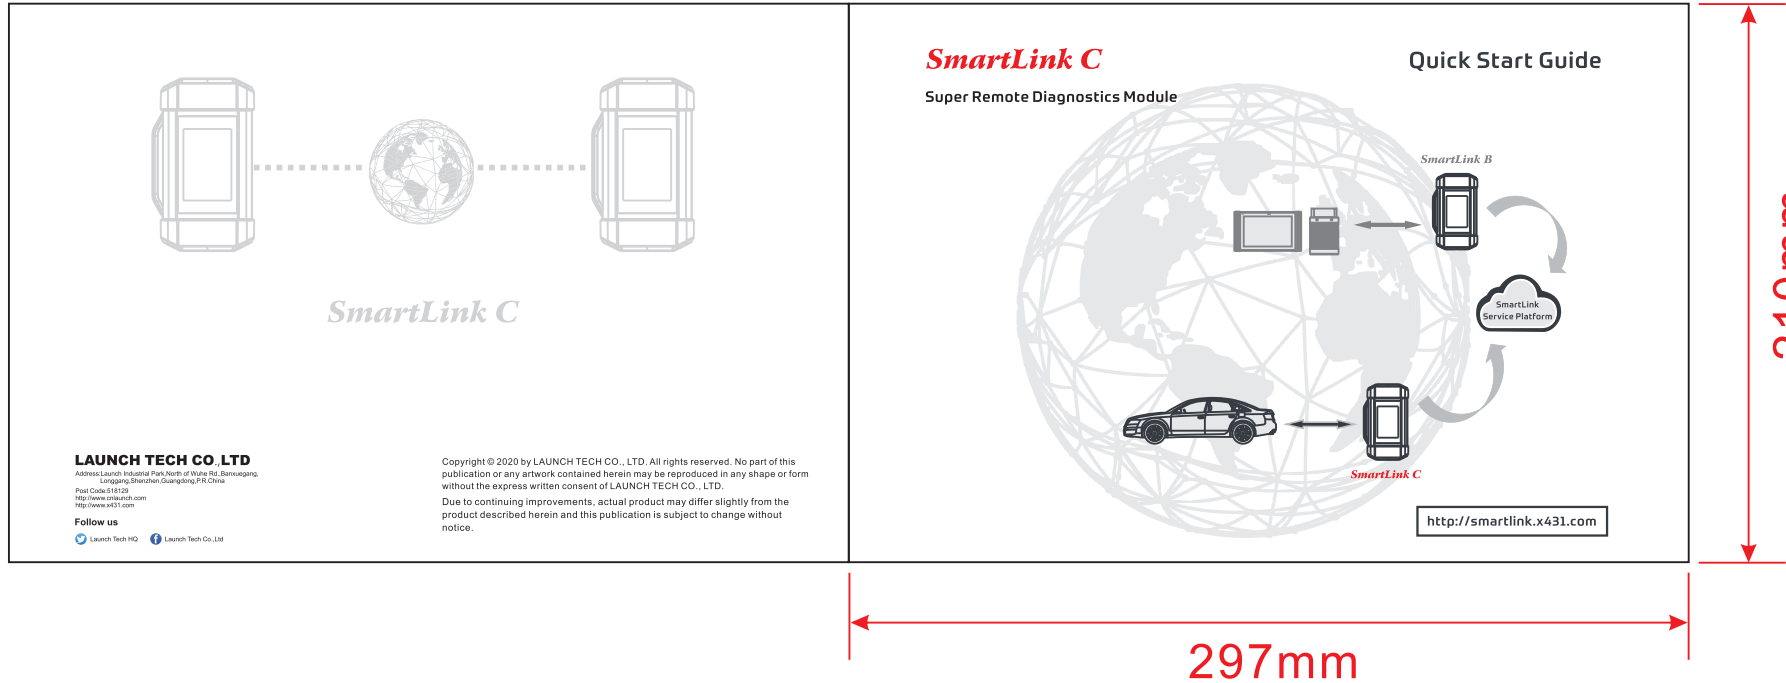 SmartLink C
LAUNCH TECH CO.,LTD
Address:Launch Industrial Park,North of Wuhe Rd.,Banxuegang,
Longgang,Shenzhen,Guangdong,P.R.China
Post Code:518129
http://www.cnlaunch.com
http://www.x431.com
Follow us
Launch Tech HQ Launch Tech Co.,Ltd
Copyright © 2020 by LAUNCH TECH CO., LTD. All rights reserved. No part of this
publication or any artwork contained herein may be reproduced in any shape or form
without the express written consent of LAUNCH TECH CO., LTD.
Due to continuing improvements, actual product may differ slightly from the
product described herein and this publication is subject to change without
notice.
SmartLink C
Quick Start Guide
Super Remote Diagnostics Module
SmartLink B
SmartLink
Service Platform
SmartLink C
http://smartlink.x431.com
297mm